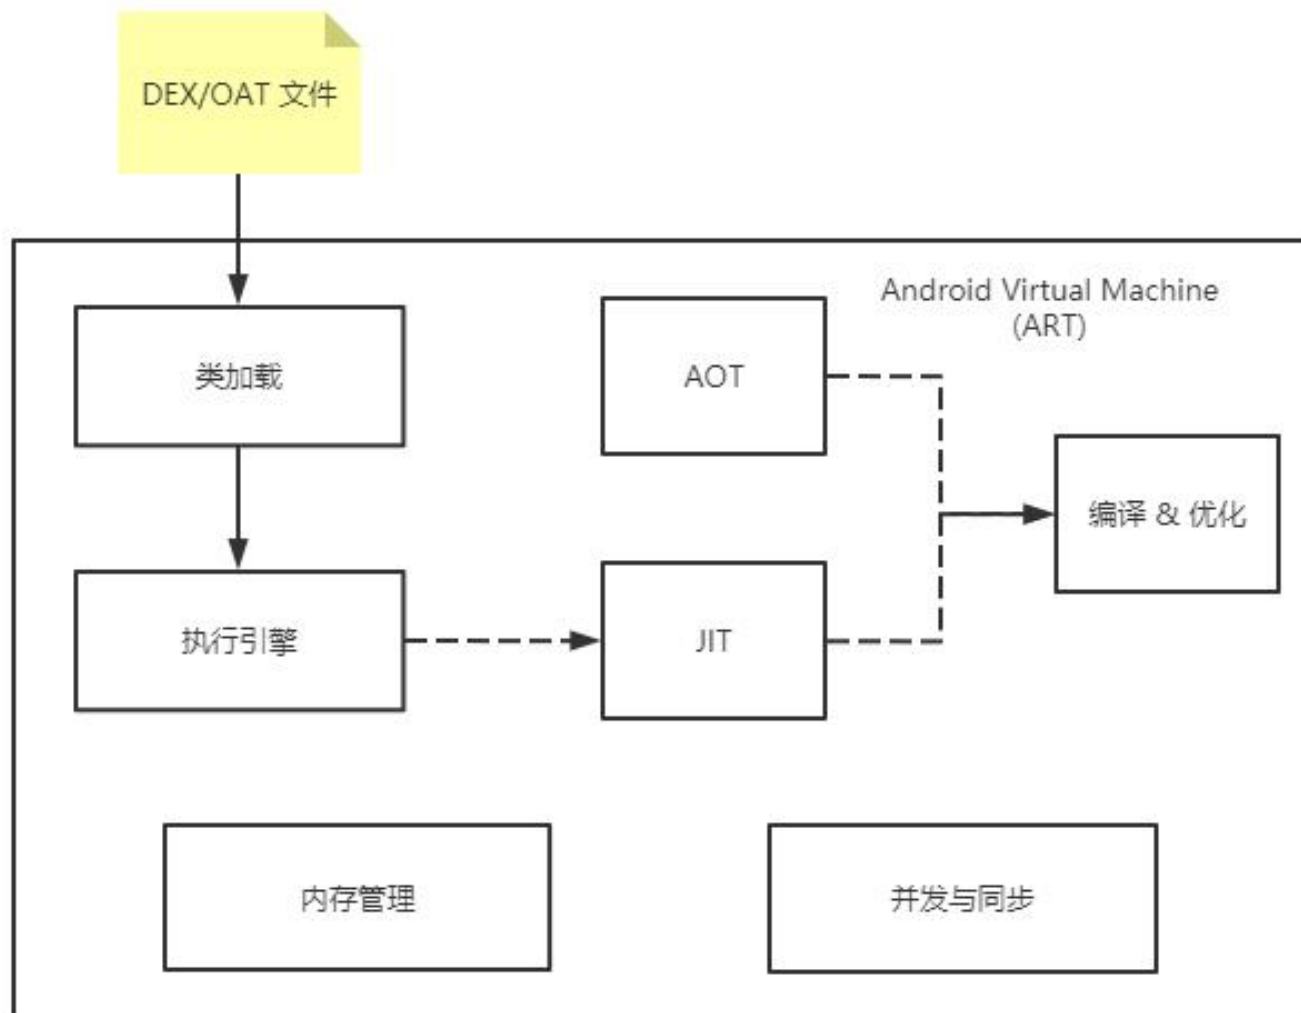 DEX/OAT 文件
Android Virtual Machine
(ART)
类加载
AOT
编译 & 优化
执行引擎
JIT
内存管理
并发与同步